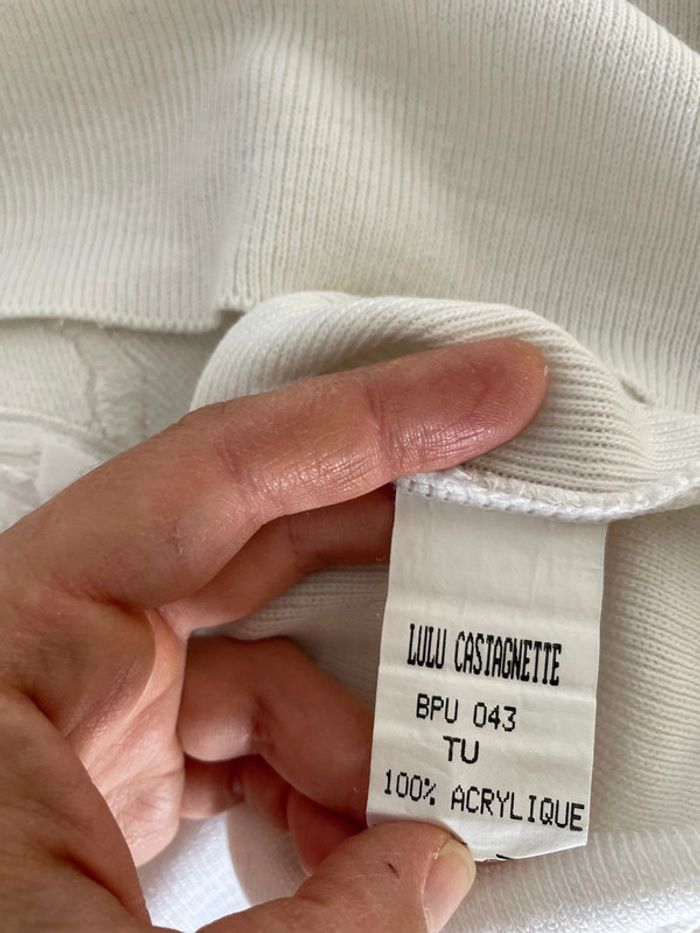 LULU CASTAGNETTE
BPU 043
TU
100% ACRYLIQUE